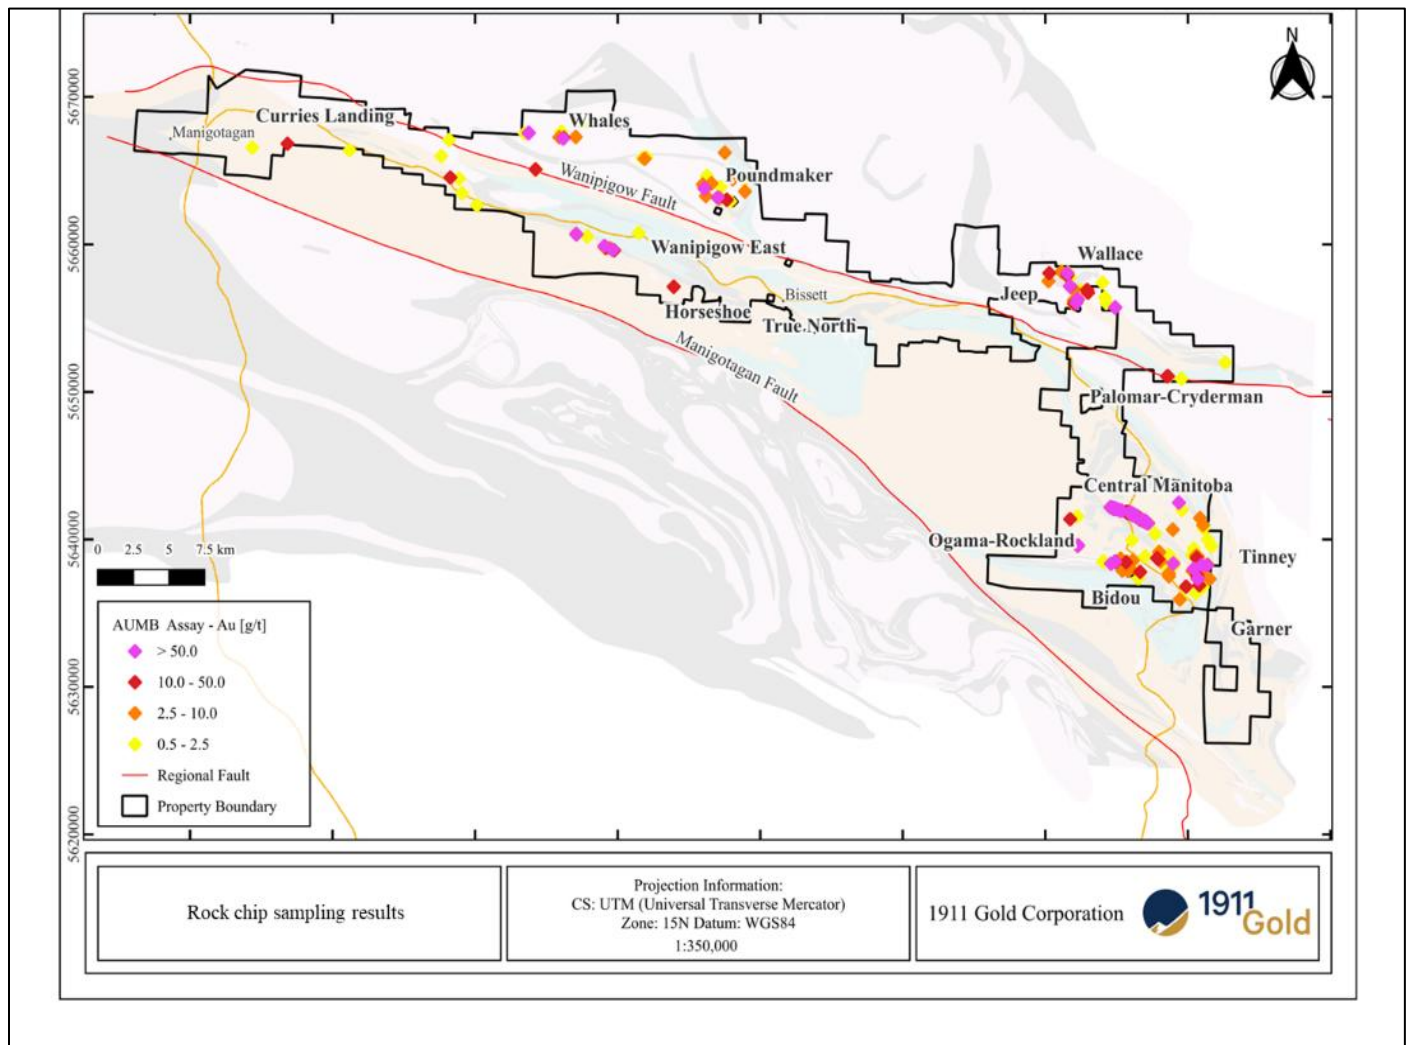 N
5670000
5660000
5650000
5640000
5630000
5620000
Curries Landing
Manigotagan
Whales
Wanipigow Fault
Poundmaker
Wanipigow East
Bissett
Horseshoe
True North
Manigotagan Fault
Wallace
Jeep
Palomar-Cryderman
Central Manitoba
Ogama-Rockland
Tinney
Bidou
Garner
0 2.5 5 7.5 km
AUMB Assay - Au [g/t]
> 50.0
10.0 - 50.0
2.5 - 10.0
0.5 - 2.5
Regional Fault
Property Boundary
Rock chip sampling results
Projection Information:
CS: UTM (Universal Transverse Mercator)
Zone: 15N Datum: WGS84
1:350,000
1911 Gold Corporation
1911
Gold